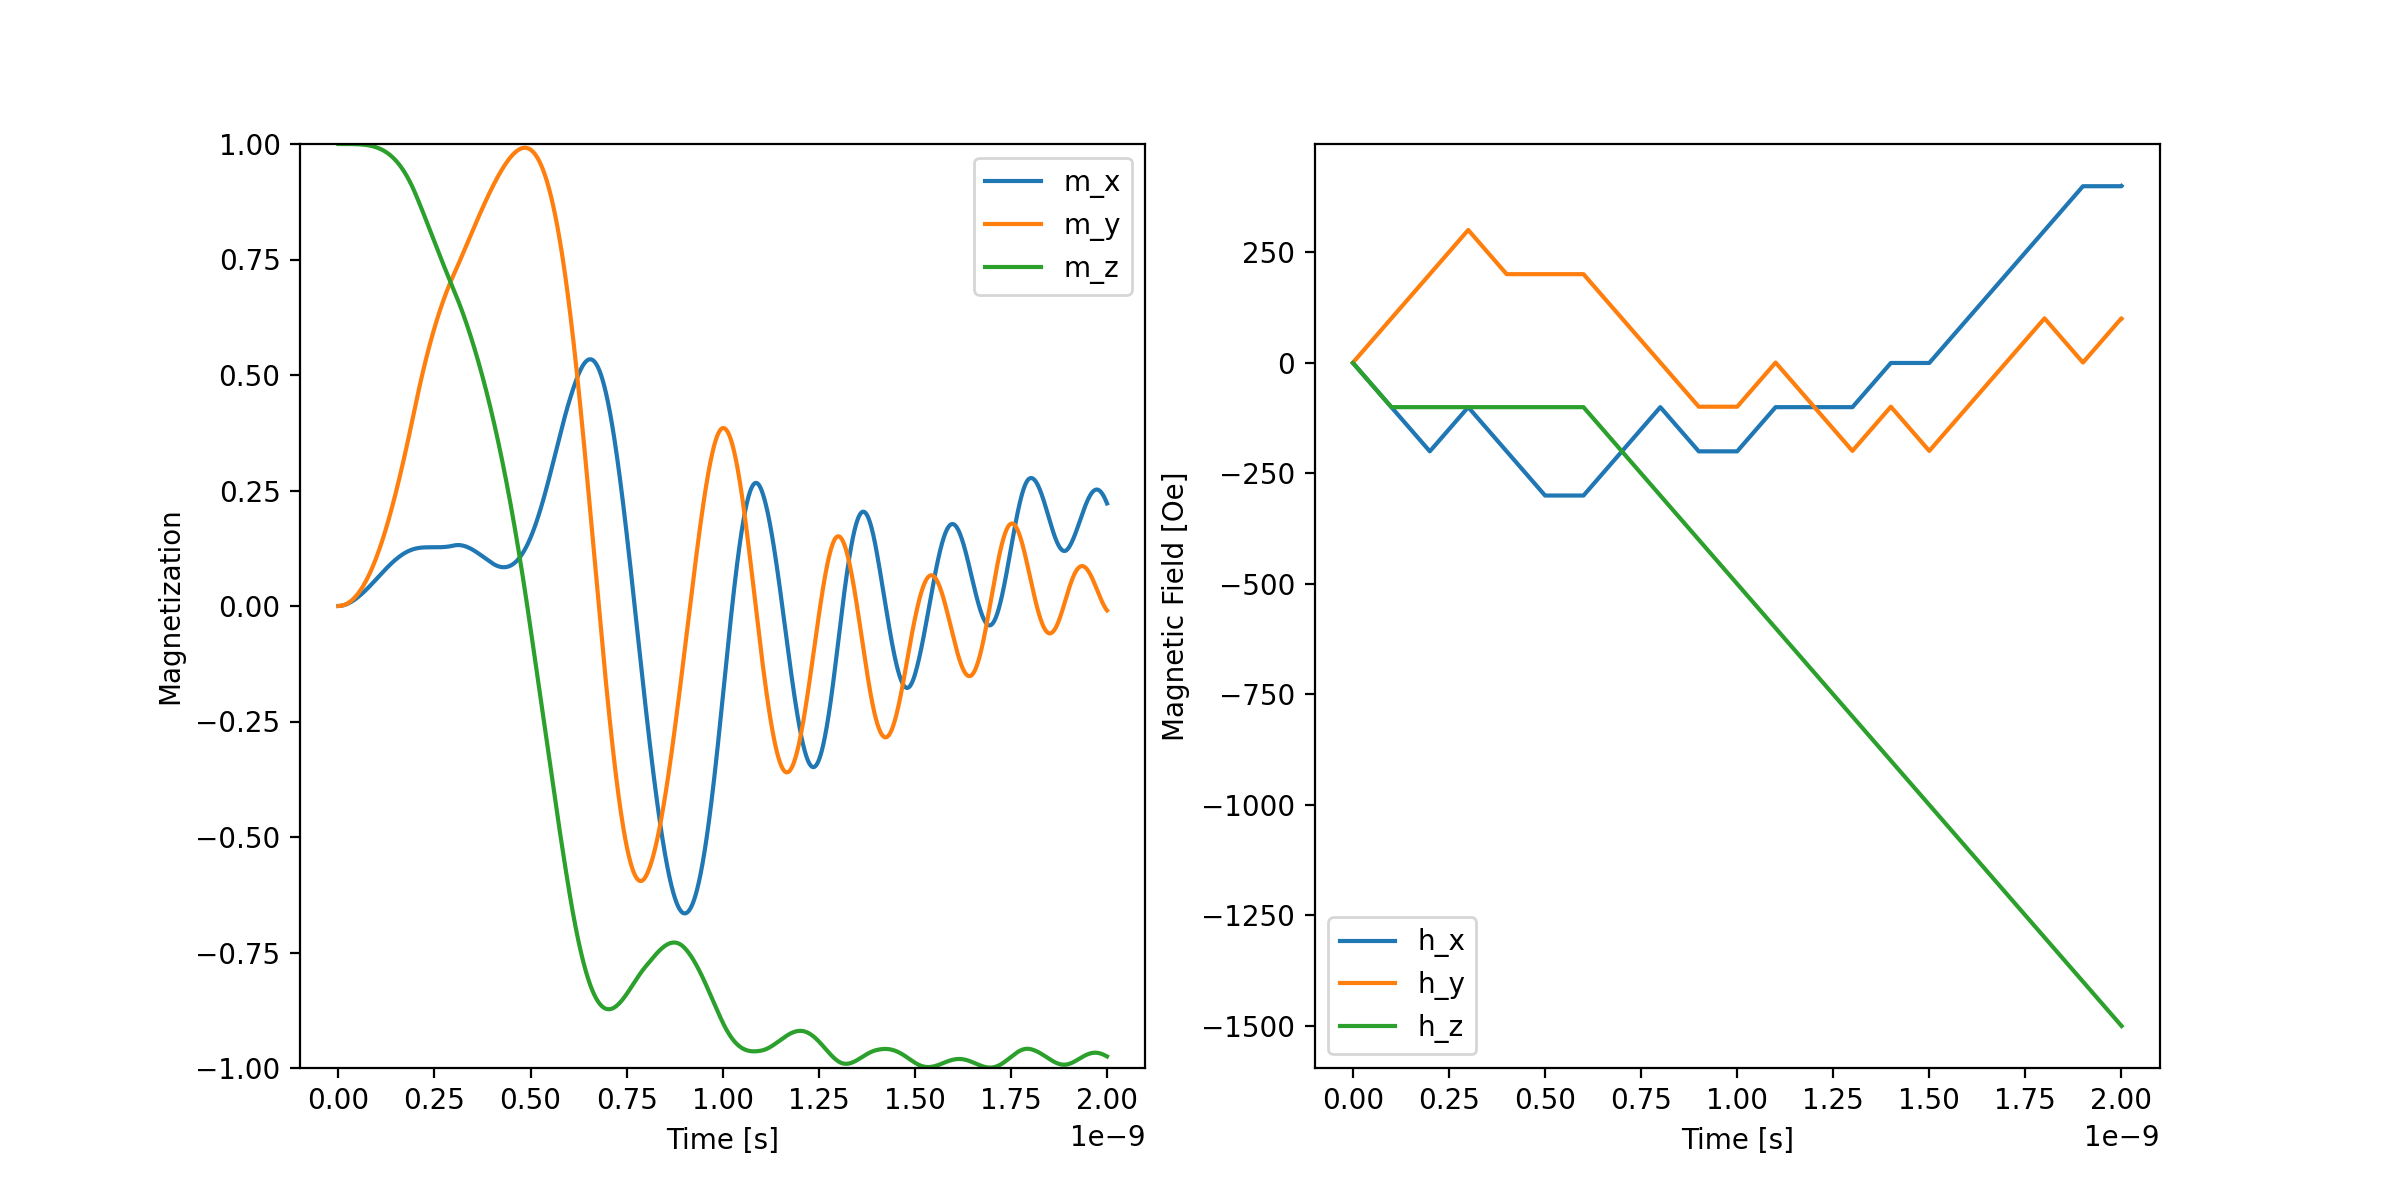 Magnetization
1.00
0.75
0.50
0.25
0.00
−0.25
−0.50
−0.75
−1.00
m_x
m_y
m_z
0.00 0.25 0.50 0.75 1.00 1.25 1.50 1.75 2.00
Time [s]
1e−9
Magnetic Field [Oe]
250
0
−250
−500
−750
−1000
−1250
−1500
h_x
h_y
h_z
0.00 0.25 0.50 0.75 1.00 1.25 1.50 1.75 2.00
Time [s]
1e−9